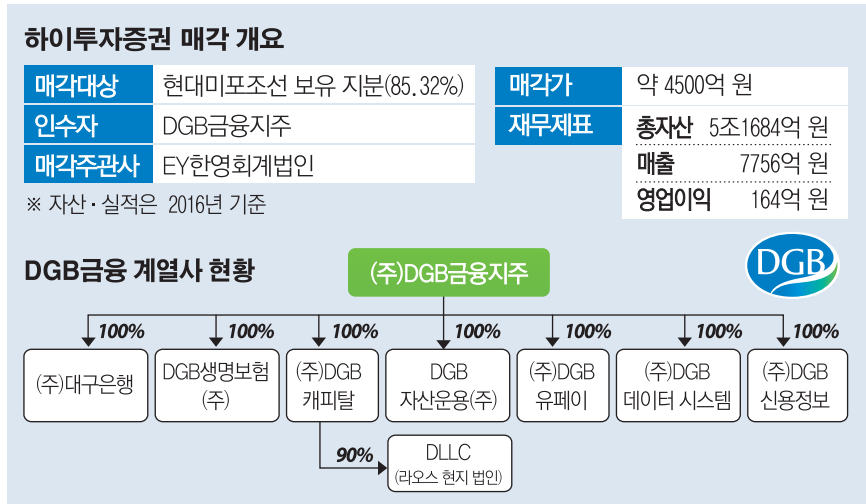 하이투자증권 매각 개요
매각대상 현대미포조선 보유 지분(85.32%)
인수자 DGB금융지주
매각주관사 EY한영회계법인
※ 자산·실적은 2016년 기준
매각가 약 4500억 원
재무제표 총자산 5조1684억 원
매출 7756억 원
영업이익 164억 원
DGB금융 계열사 현황
(주)DGB금융지주
DGB
100% 100% 100% 100% 100% 100% 100%
(주)대구은행
DGB생명보험
(주)
(주)DGB
캐피탈
DGB
자산운용(주)
(주)DGB
유페이
(주)DGB
데이터 시스템
(주)DGB
신용정보
90%
DLLC
(라오스 현지 법인)